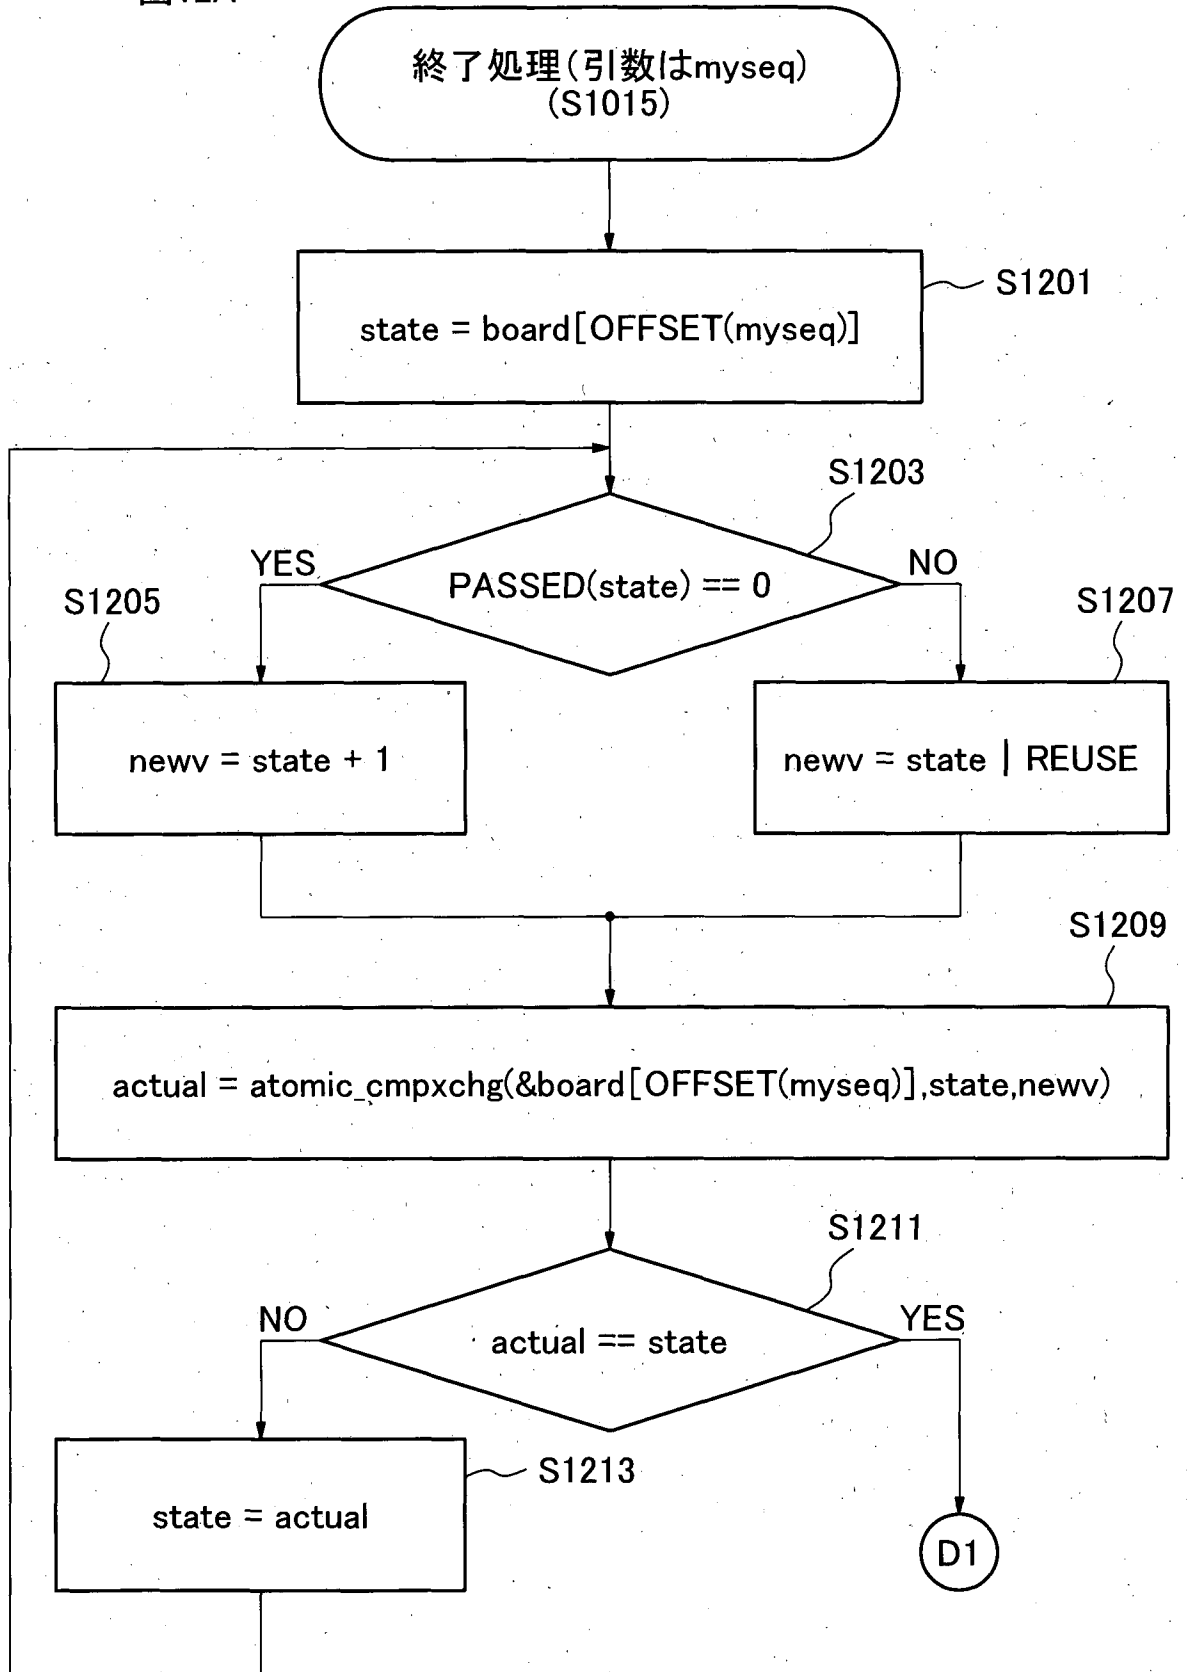 終了処理(引数はmyseq)
(S1015)
S1201
state = board[OFFSET(myseq)]
S1203
YES
NO
PASSED(state) == 0
S1205
S1207
newv = state + 1
newv = state | REUSE
S1209
actual = atomic_cmpxchg(&board[OFFSET(myseq)],state,newv)
S1211
NO
YES
actual == state
S1213
state = actual
D1